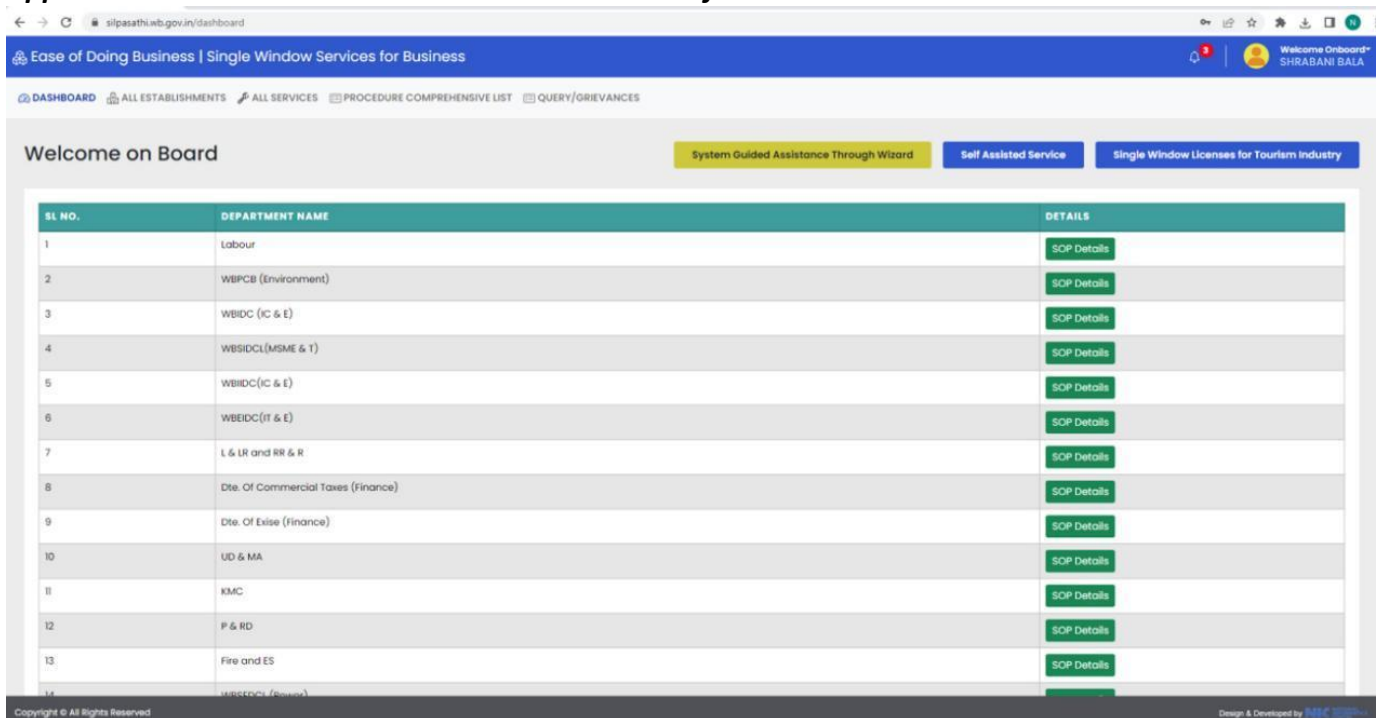 silpasathi.wb.gov.in/dashboard
Ease of Doing Business | Single Window Services for Business
3
Welcome Onboard
SHRABANI BALA
N
DASHBOARD ALL ESTABLISHMENTS ALL SERVICES PROCEDURE COMPREHENSIVE LIST QUERY/GRIEVANCES
Welcome on Board
System Guided Assistance Through Wizard
Self Assisted Service
Single Window Licenses for Tourism Industry
SL NO. DEPARTMENT NAME DETAILS
1 Labour SOP Details
2 WBPCB (Environment) SOP Details
3 WBIDC (IC & E) SOP Details
4 WBSIDCL(MSME & T) SOP Details
5 WBIIDC(IC & E) SOP Details
6 WBEIDC(IT & E) SOP Details
7 L & LR and RR & R SOP Details
8 Dte. Of Commercial Taxes (Finance) SOP Details
9 Dte. Of Exise (Finance) SOP Details
10 UD & MA SOP Details
11 KMC SOP Details
12 P & RD SOP Details
13 Fire and ES SOP Details
14 WBSEDCL (Power)
Copyright © All Rights Reserved
Design & Developed by NIC